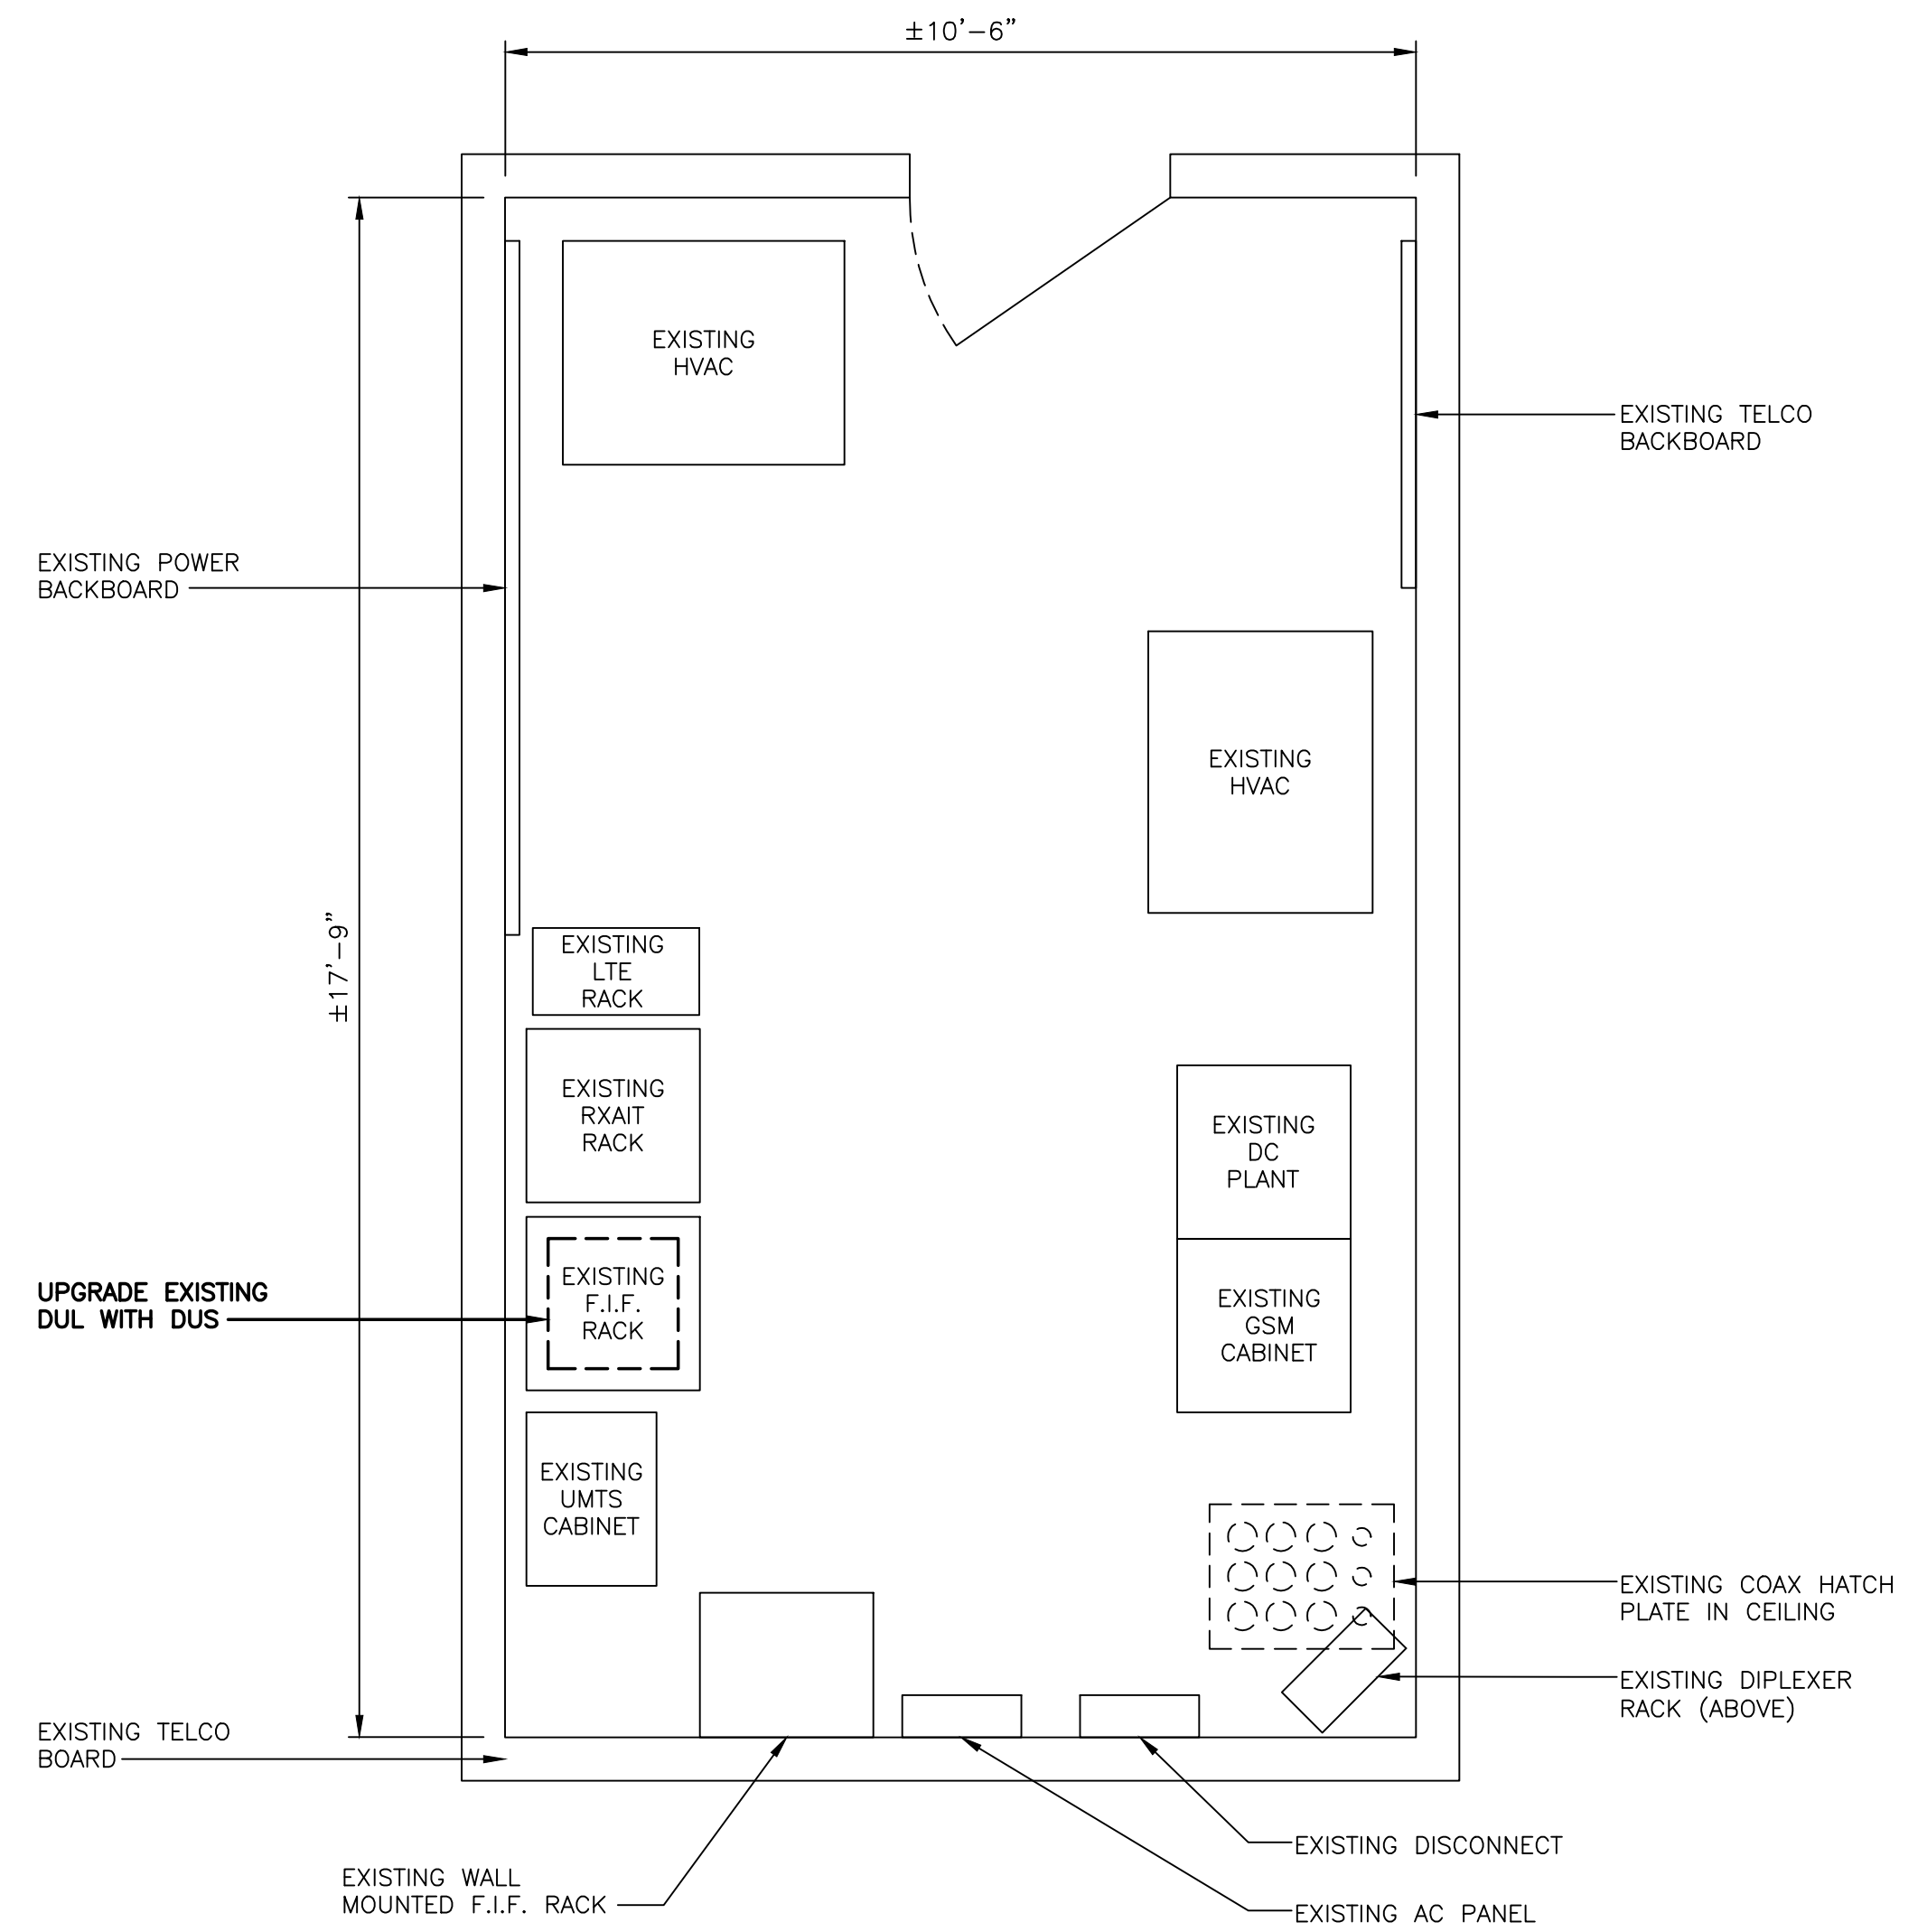 ±10'-6"
EXISTING
HVAC
EXISTING TELCO
BACKBOARD
EXISTING POWER
BACKBOARD
EXISTING
HVAC
±17'-9"
EXISTING
LTE
RACK
EXISTING
RXAIT
RACK
EXISTING
DC
PLANT
UPGRADE EXISTING
DUL WITH DUS
EXISTING
F.I.F.
RACK
EXISTING
GSM
CABINET
EXISTING
UMTS
CABINET
EXISTING COAX HATCH
PLATE IN CEILING
EXISTING DIPLEXER
RACK (ABOVE)
EXISTING TELCO
BOARD
EXISTING DISCONNECT
EXISTING WALL
MOUNTED F.I.F. RACK
EXISTING AC PANEL